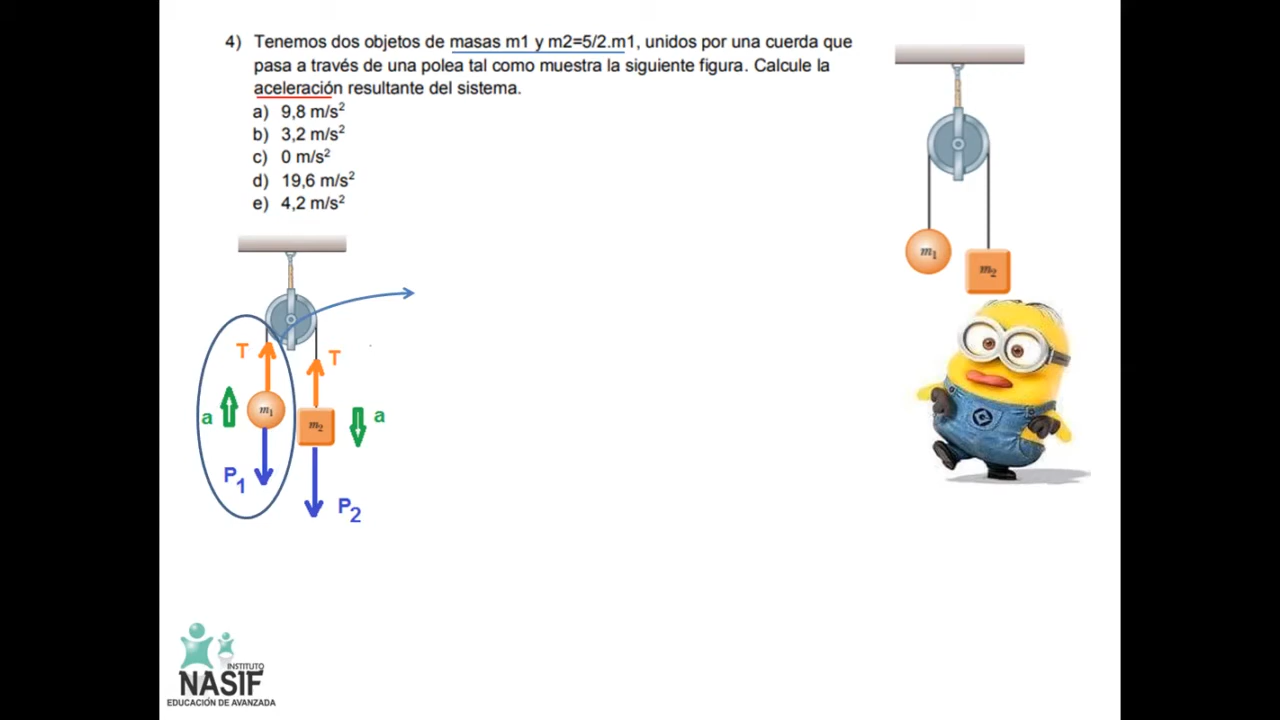 4) Tenemos dos objetos de masas m1 y m2=5/2.m1, unidos por una cuerda que
pasa a través de una polea tal como muestra la siguiente figura. Calcule la
aceleración resultante del sistema.
a) 9,8 m/s²
b) 3,2 m/s²
c) 0 m/s²
d) 19,6 m/s²
e) 4,2 m/s²
m₁
m₂
T
T
a
m₁
m₂
a
P₁
P₂
INSTITUTO
NASIF
EDUCACIÓN DE AVANZADA